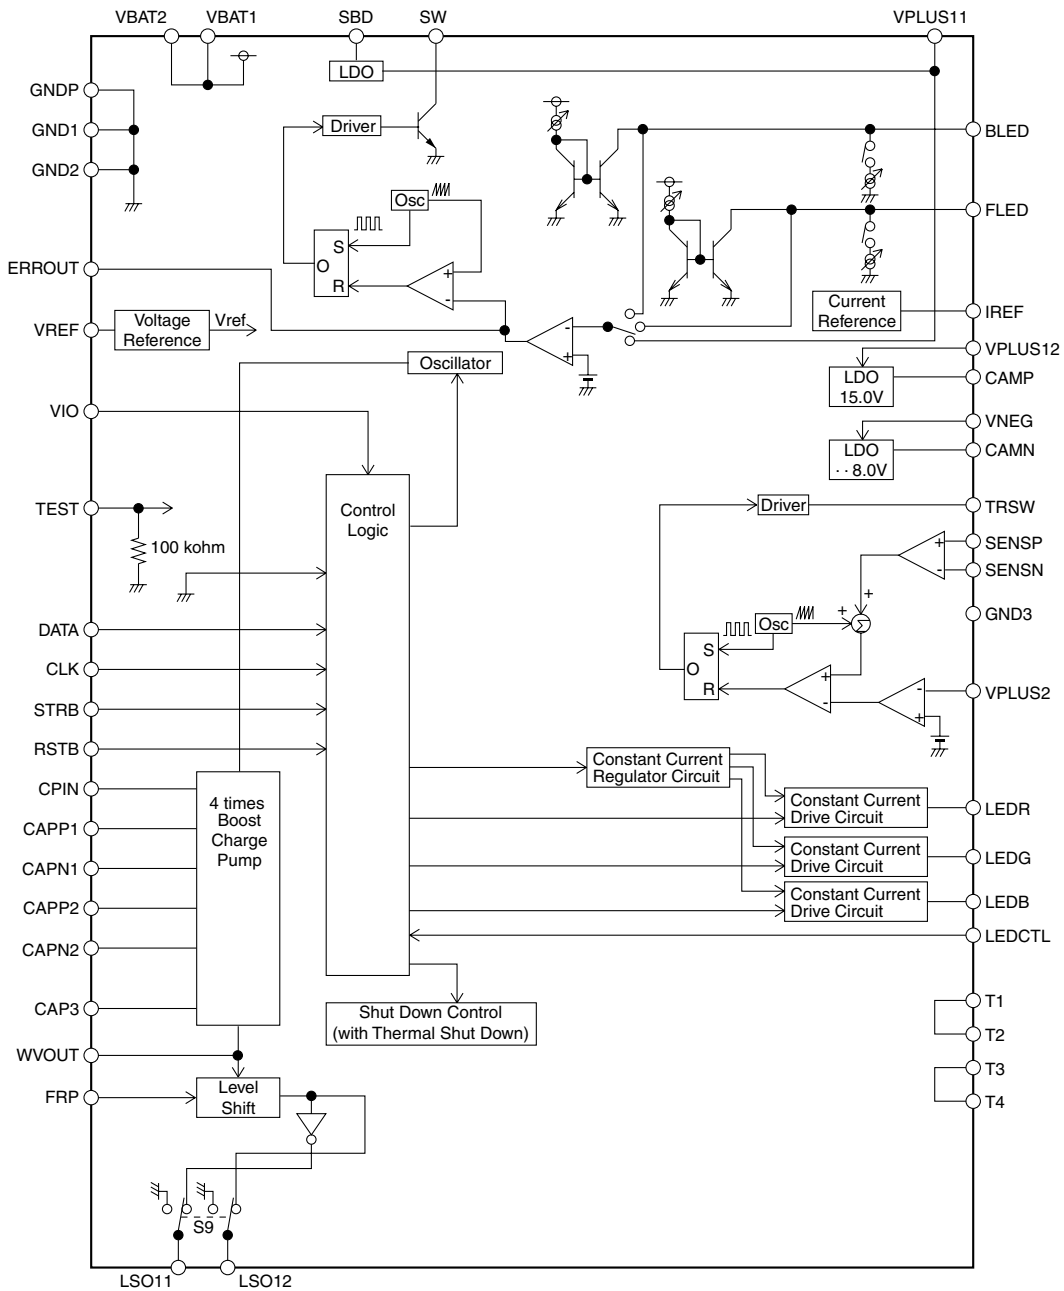 VBAT2
VBAT1
SBD
SW
VPLUS11
LDO
GNDP
GND1
GND2
Driver
BLED
FLED
Osc
S
O
R
+
-
ERROUT
VREF
Voltage
Reference
Vref
-
+
Current
Reference
IREF
Oscillator
VPLUS12
LDO
15.0V
CAMP
VIO
VNEG
LDO
··8.0V
CAMN
Control
Logic
TEST
100 kohm
Driver
TRSW
+
-
SENSP
SENSN
+
+
GND3
Osc
Σ
S
O
R
+
-
-
+
VPLUS2
DATA
CLK
STRB
RSTB
CPIN
CAPP1
CAPN1
CAPP2
CAPN2
CAP3
4 times
Boost
Charge
Pump
Constant Current
Regulator Circuit
Constant Current
Drive Circuit
LEDR
Constant Current
Drive Circuit
LEDG
Constant Current
Drive Circuit
LEDB
LEDCTL
Shut Down Control
(with Thermal Shut Down)
T1
T2
T3
T4
WVOUT
FRP
Level
Shift
S9
LSO11
LSO12